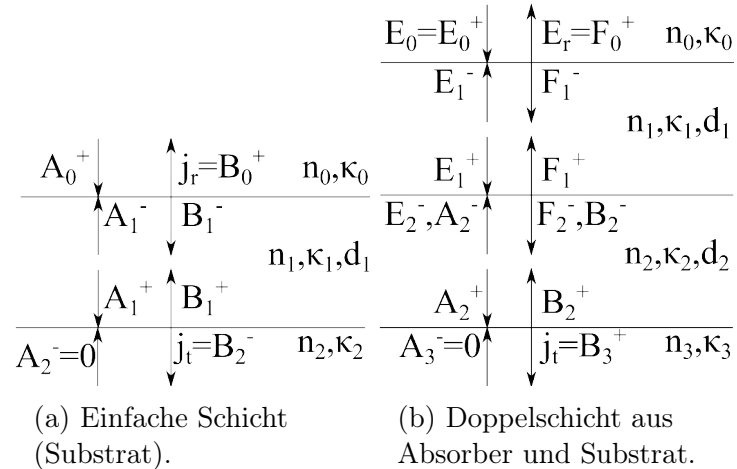 E₀=E₀⁺ Eᵣ=F₀⁺ n₀,κ₀
E₁⁻ F₁⁻
n₁,κ₁,d₁
E₁⁺ F₁⁺
E₂⁻,A₂⁻ F₂⁻,B₂⁻
n₂,κ₂,d₂
A₂⁺ B₂⁺
A₃⁻=0 jₜ=B₃⁺ n₃,κ₃
A₀⁺ jᵣ=B₀⁺ n₀,κ₀
A₁⁻ B₁⁻
n₁,κ₁,d₁
A₁⁺ B₁⁺
A₂⁻=0 jₜ=B₂⁻ n₂,κ₂
(a) Einfache Schicht
(Substrat).
(b) Doppelschicht aus
Absorber und Substrat.